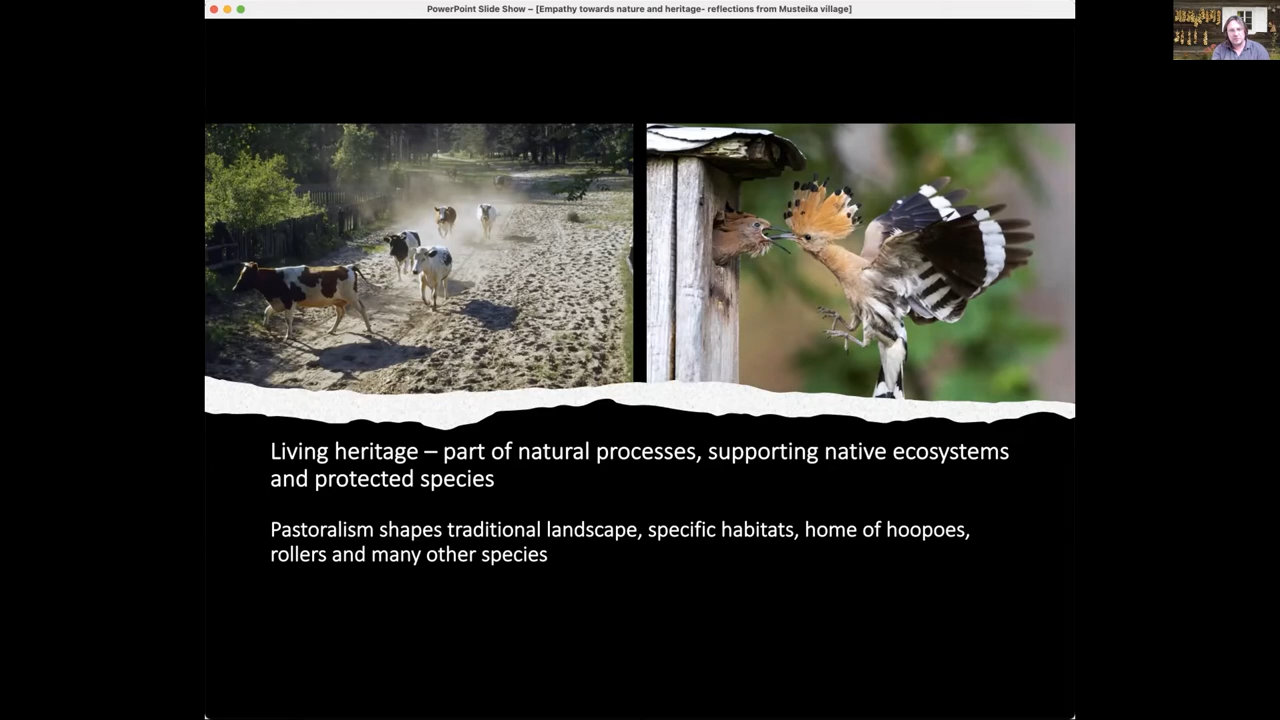 PowerPoint Slide Show – [Empathy towards nature and heritage- reflections from Musteika village]
Living heritage – part of natural processes, supporting native ecosystems
and protected species
Pastoralism shapes traditional landscape, specific habitats, home of hoopoes,
rollers and many other species